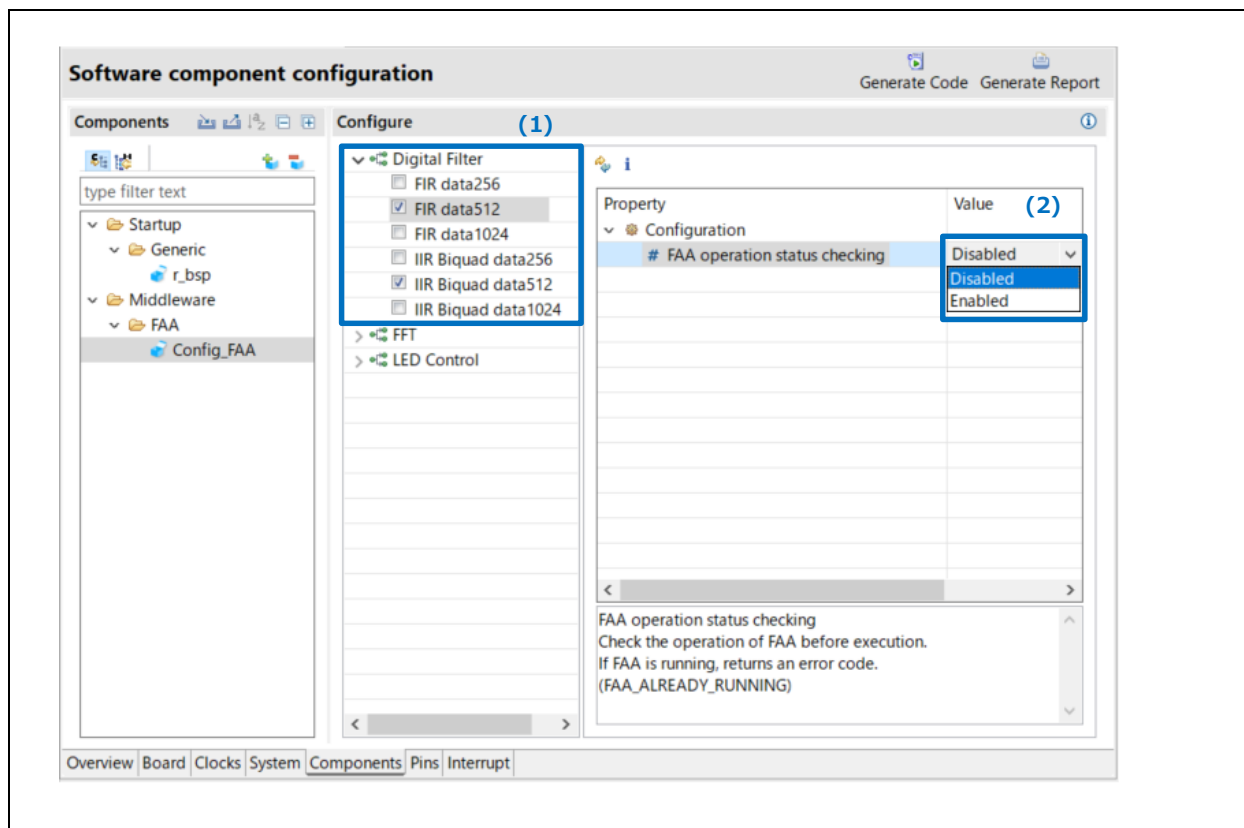 Software component configuration
Generate Code Generate Report
Components
Configure
(1)
type filter text
Startup
Generic
r_bsp
Middleware
FAA
Config_FAA
Digital Filter
FIR data256
FIR data512
FIR data1024
IIR Biquad data256
IIR Biquad data512
IIR Biquad data1024
FFT
LED Control
Property Value (2)
Configuration
# FAA operation status checking Disabled
Disabled
Enabled
FAA operation status checking
Check the operation of FAA before execution.
If FAA is running, returns an error code.
(FAA_ALREADY_RUNNING)
Overview Board Clocks System Components Pins Interrupt